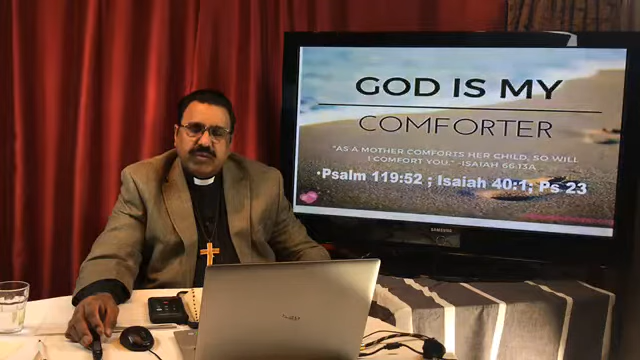 GOD IS MY
COMFORTER
"AS A MOTHER COMFORTS HER CHILD, SO WILL
I COMFORT YOU." -ISAIAH 66:13A
•Psalm 119:52 ; Isaiah 40:1; Ps 23
SAMSUNG